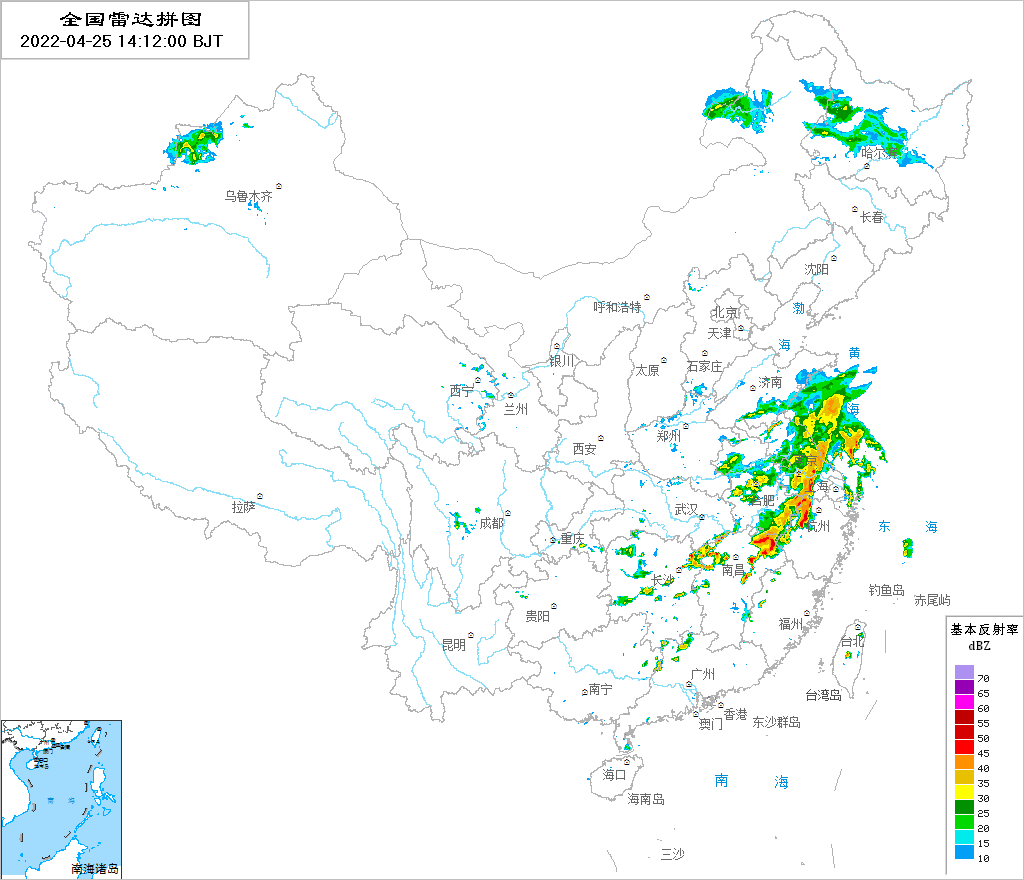 全国雷达拼图
2022-04-25 14:12:00 BJT
哈尔滨
乌鲁木齐
长春
沈阳
呼和浩特
北京
渤
天津
海
黄
银川
太原
石家庄
西宁
济南
兰州
海
郑州
西安
拉萨
合肥
上海
武汉
成都
杭州
东 海
重庆
南昌
长沙
钓鱼岛
赤尾屿
贵阳
福州
昆明
台北
基本反射率
dBZ
广州
南宁
台湾岛
香港
澳门
东沙群岛
70
65
60
55
50
45
40
35
30
25
20
15
10
海口
南 海
海南岛
三沙
南 海
南海诸岛